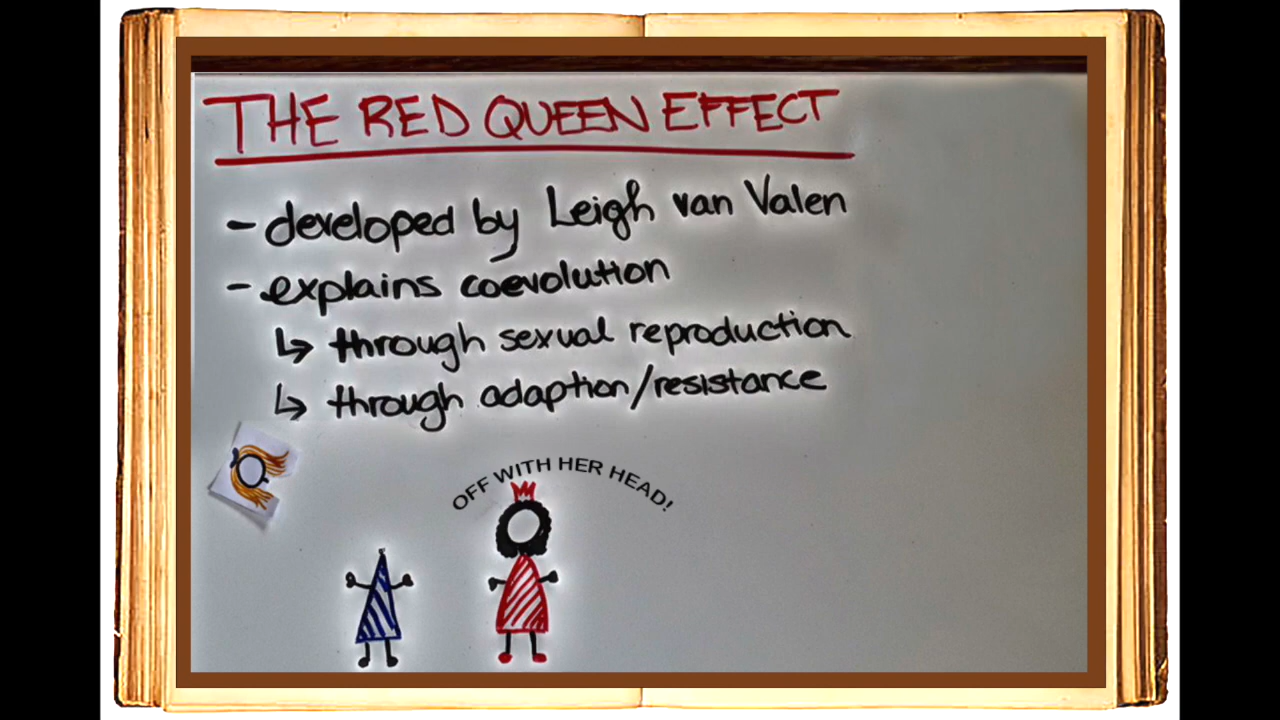 THE RED QUEEN EFFECT
- developed by Leigh van Valen
- explains coevolution
↳ through sexual reproduction
↳ through adaption/resistance
OFF WITH HER HEAD!